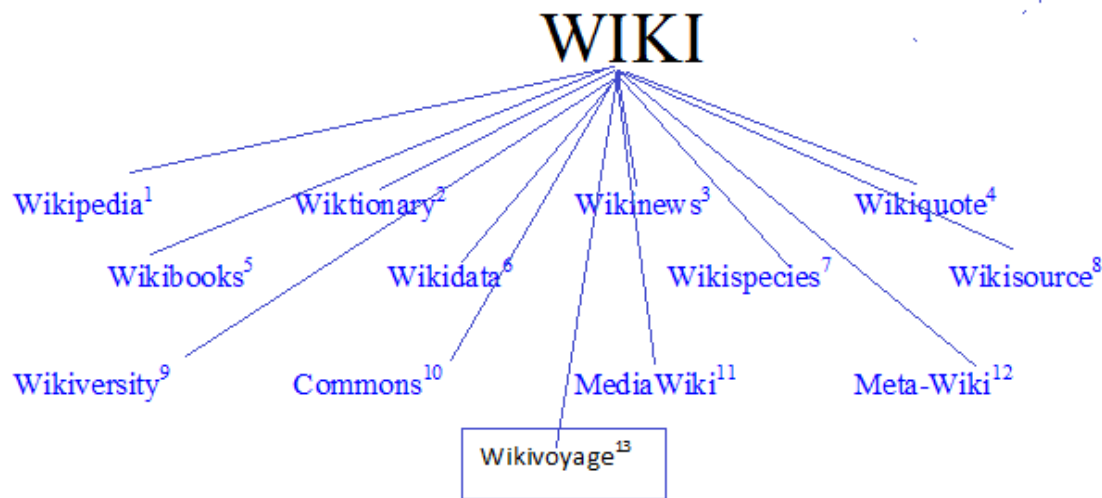 WIKI
Wikipedia¹ Wiktionary² Wikinews³ Wikiquote⁴
Wikibooks⁵ Wikidata⁶ Wikispecies⁷ Wikisource⁸
Wikiversity⁹ Commons¹⁰ MediaWiki¹¹ Meta-Wiki¹²
Wikivoyage¹³